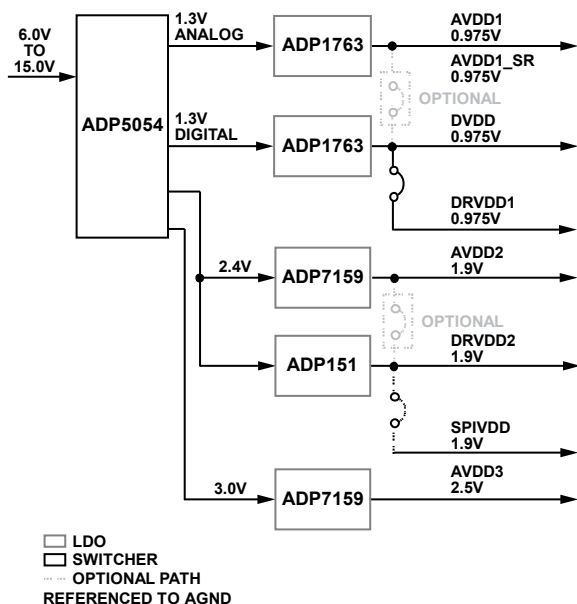 6.0V
TO
15.0V
ADP5054
1.3V
ANALOG
ADP1763
AVDD1
0.975V
AVDD1_SR
0.975V
OPTIONAL
1.3V
DIGITAL
ADP1763
DVDD
0.975V
DRVDD1
0.975V
2.4V
ADP7159
AVDD2
1.9V
OPTIONAL
ADP151
DRVDD2
1.9V
SPIVDD
1.9V
3.0V
ADP7159
AVDD3
2.5V
LDO
SWITCHER
OPTIONAL PATH
REFERENCED TO AGND